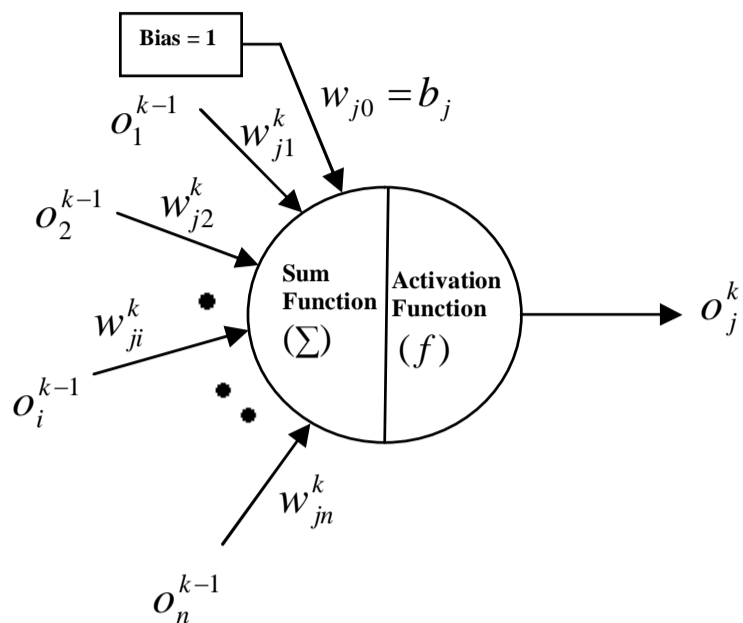 Bias = 1
w_{j0} = b_j
o_1^{k-1}
w_{j1}^k
o_2^{k-1}
w_{j2}^k
Sum
Function
(∑)
Activation
Function
(f)
o_j^k
w_{ji}^k
o_i^{k-1}
w_{jn}^k
o_n^{k-1}